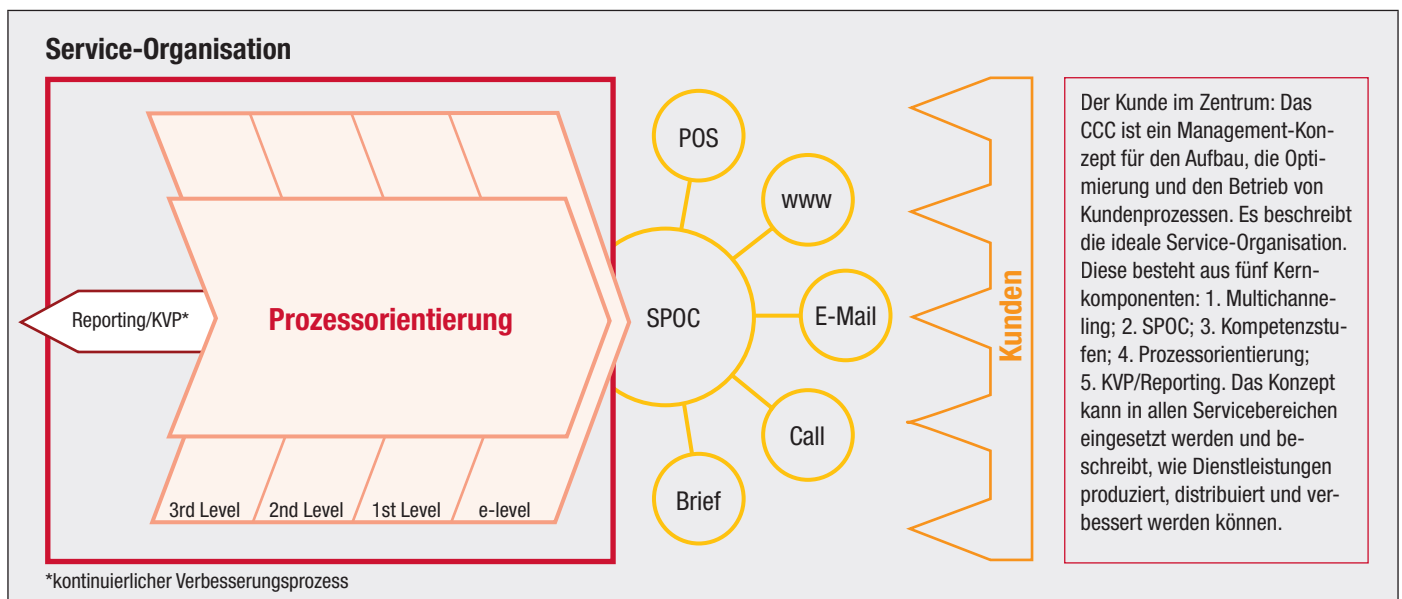 Service-Organisation
POS
www
E-Mail
Call
Brief
SPOC
Kunden
Reporting/KVP*
Prozessorientierung
3rd Level
2nd Level
1st Level
e-level
*kontinuierlicher Verbesserungsprozess
Der Kunde im Zentrum: Das
CCC ist ein Management-Kon-
zept für den Aufbau, die Opti-
mierung und den Betrieb von
Kundenprozessen. Es beschreibt
die ideale Service-Organisation.
Diese besteht aus fünf Kern-
komponenten: 1. Multichanne-
ling; 2. SPOC; 3. Kompetenzstu-
fen; 4. Prozessorientierung;
5. KVP/Reporting. Das Konzept
kann in allen Servicebereichen
eingesetzt werden und be-
schreibt, wie Dienstleistungen
produziert, distribuiert und ver-
bessert werden können.